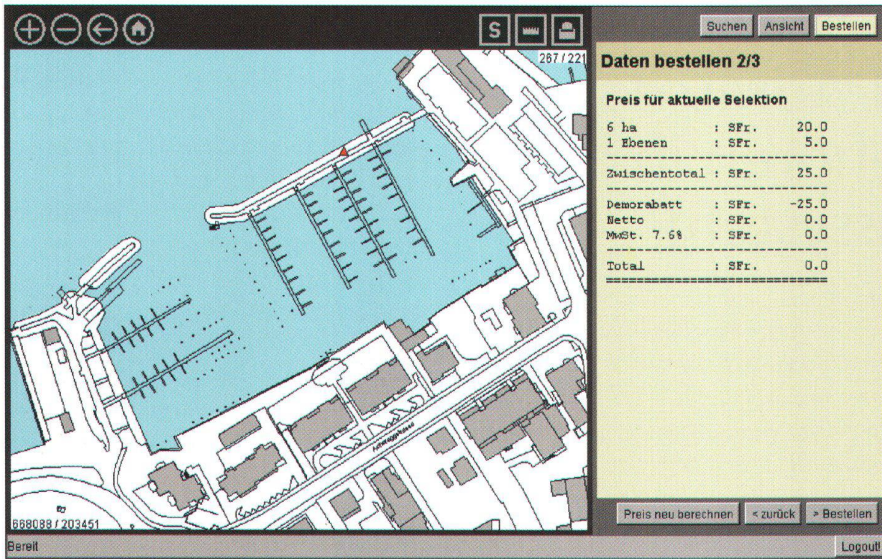 S
267 / 221
Suchen Ansicht Bestellen
Daten bestellen 2/3
Preis für aktuelle Selektion
6 ha : SFr. 20.0
1 Ebenen : SFr. 5.0
Zwischentotal : SFr. 25.0
Demorabatt : SFr. -25.0
Netto : SFr. 0.0
MwSt. 7.6% : SFr. 0.0
Total : SFr. 0.0
668088 / 203451
Preis neu berechnen < zurück > Bestellen
Bereit
Logout!